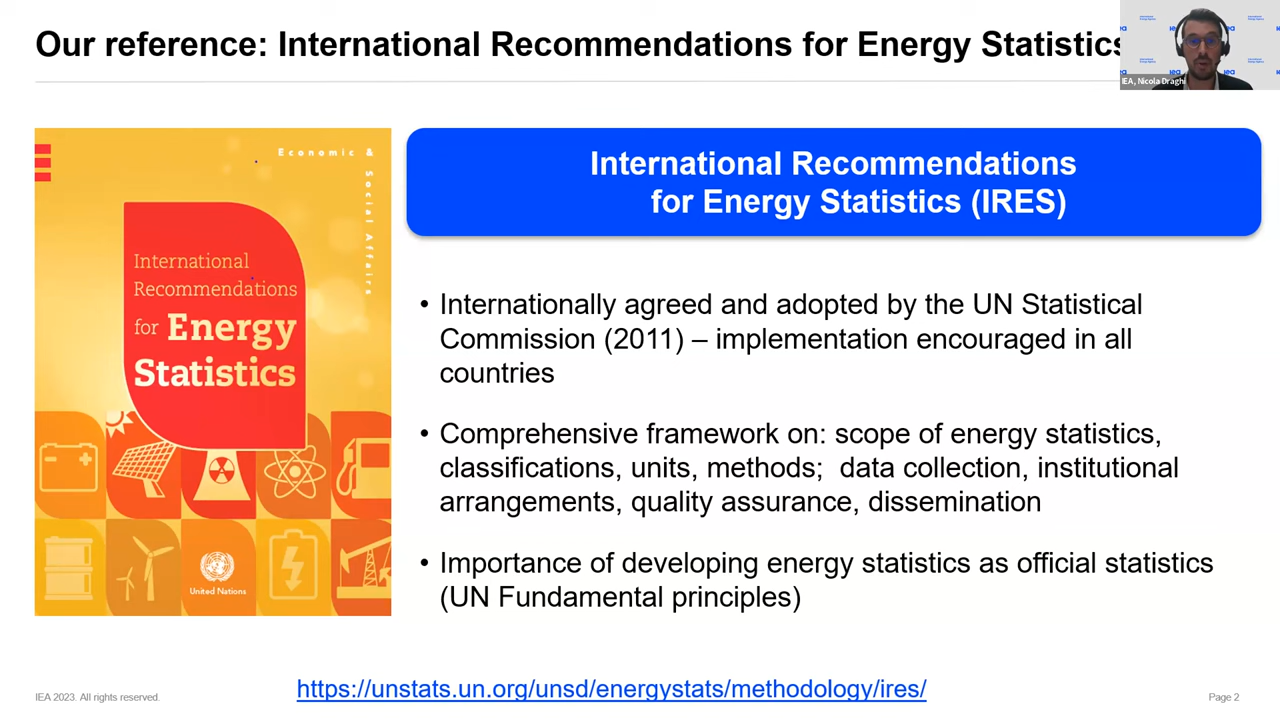 Our reference: International Recommendations for Energy Statistics
IEA, Nicola Draghi
Economic &
Social Affairs
International
Recommendations
for Energy
Statistics
United Nations
International Recommendations
for Energy Statistics (IRES)
• Internationally agreed and adopted by the UN Statistical
Commission (2011) – implementation encouraged in all
countries
• Comprehensive framework on: scope of energy statistics,
classifications, units, methods; data collection, institutional
arrangements, quality assurance, dissemination
• Importance of developing energy statistics as official statistics
(UN Fundamental principles)
IEA 2023. All rights reserved.
https://unstats.un.org/unsd/energystats/methodology/ires/
Page 2